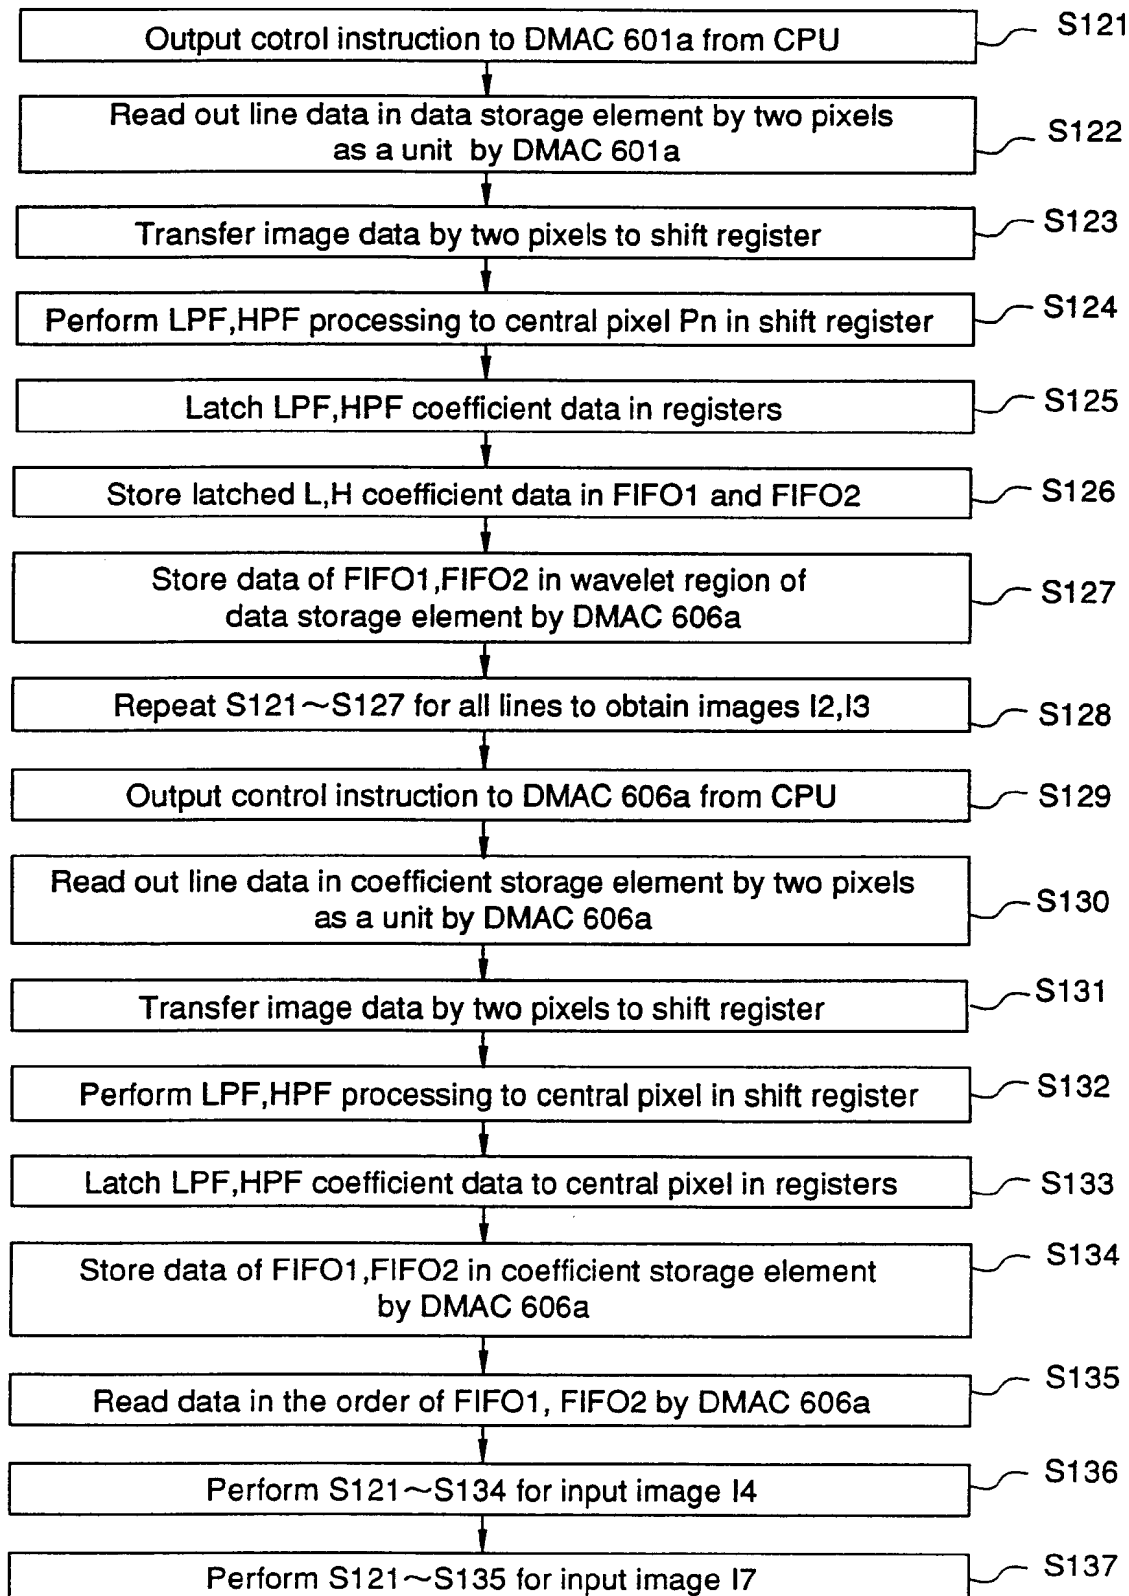 Output cotrol instruction to DMAC 601a from CPU
S121
Read out line data in data storage element by two pixels
as a unit by DMAC 601a
S122
Transfer image data by two pixels to shift register
S123
Perform LPF,HPF processing to central pixel Pn in shift register
S124
Latch LPF,HPF coefficient data in registers
S125
Store latched L,H coefficient data in FIFO1 and FIFO2
S126
Store data of FIFO1,FIFO2 in wavelet region of
data storage element by DMAC 606a
S127
Repeat S121~S127 for all lines to obtain images I2,I3
S128
Output control instruction to DMAC 606a from CPU
S129
Read out line data in coefficient storage element by two pixels
as a unit by DMAC 606a
S130
Transfer image data by two pixels to shift register
S131
Perform LPF,HPF processing to central pixel in shift register
S132
Latch LPF,HPF coefficient data to central pixel in registers
S133
Store data of FIFO1,FIFO2 in coefficient storage element
by DMAC 606a
S134
Read data in the order of FIFO1, FIFO2 by DMAC 606a
S135
Perform S121~S134 for input image I4
S136
Perform S121~S135 for input image I7
S137